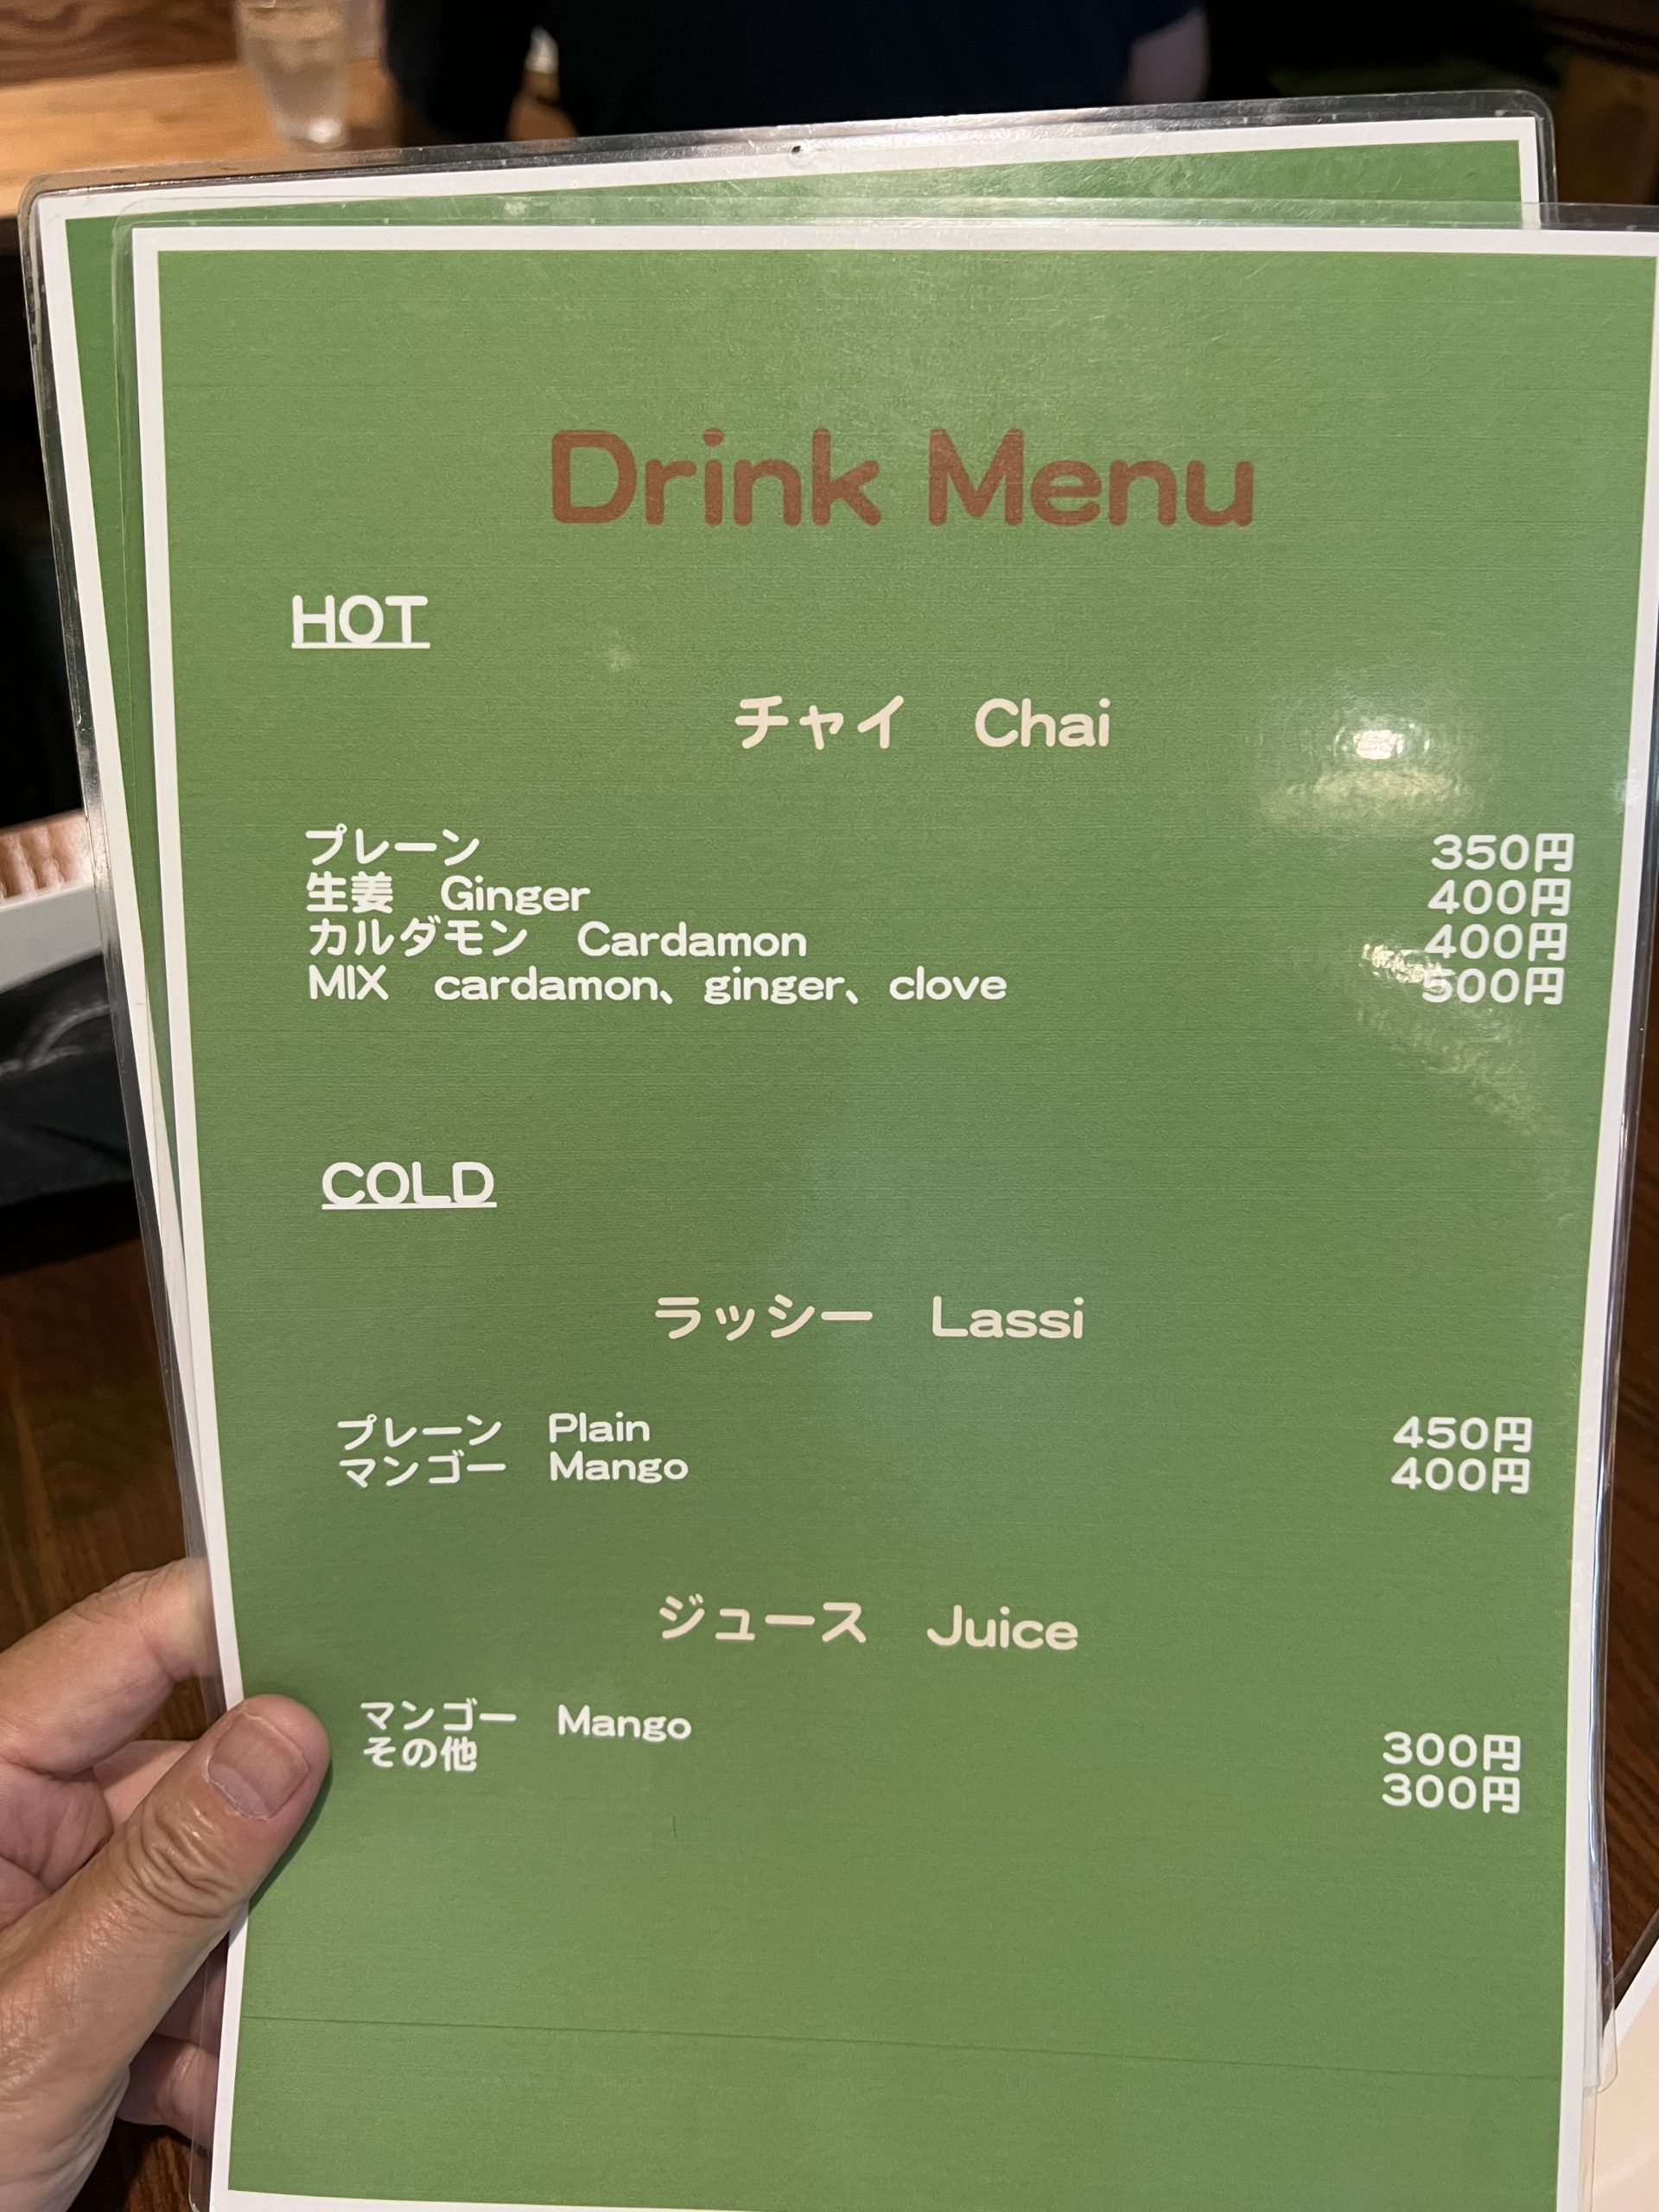 Drink Menu
HOT
チャイ　Chai
プレーン 350円
生姜　Ginger 400円
カルダモン　Cardamon 400円
MIX　cardamon、ginger、clove 500円
COLD
ラッシー　Lassi
プレーン　Plain 450円
マンゴー　Mango 400円
ジュース　Juice
マンゴー　Mango 300円
その他 300円